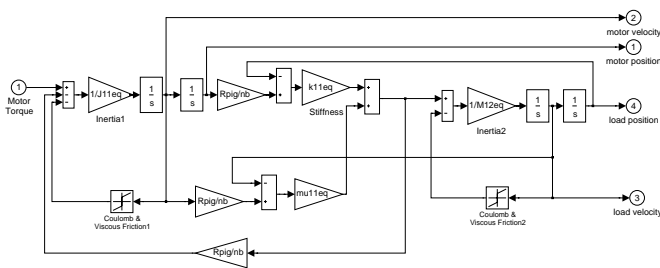 2
motor velocity
1
motor position
1
Motor
Torque
1/J11eq
Inertia1
1
s
1
s
Rpig/nb
k11eq
Stiffness
1/M12eq
Inertia2
1
s
1
s
4
load position
Coulomb &
Viscous Friction1
Rpig/nb
mu11eq
Coulomb &
Viscous Friction2
3
load velocity
Rpig/nb